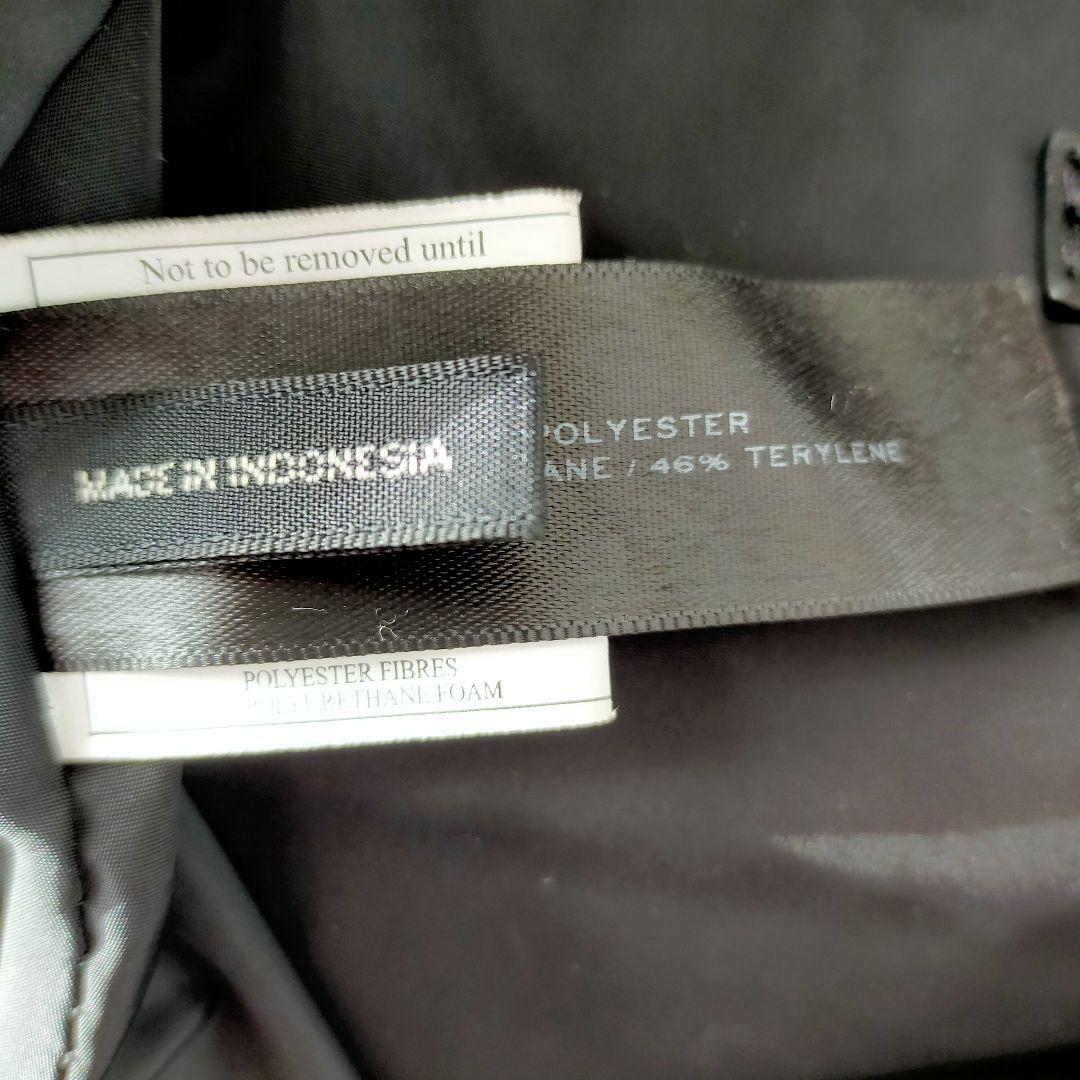 Not to be removed until
POLYESTER
ANE / 46% TERYLENE
MADE IN INDONESIA
POLYESTER FIBRES
POLYURETHANE FOAM